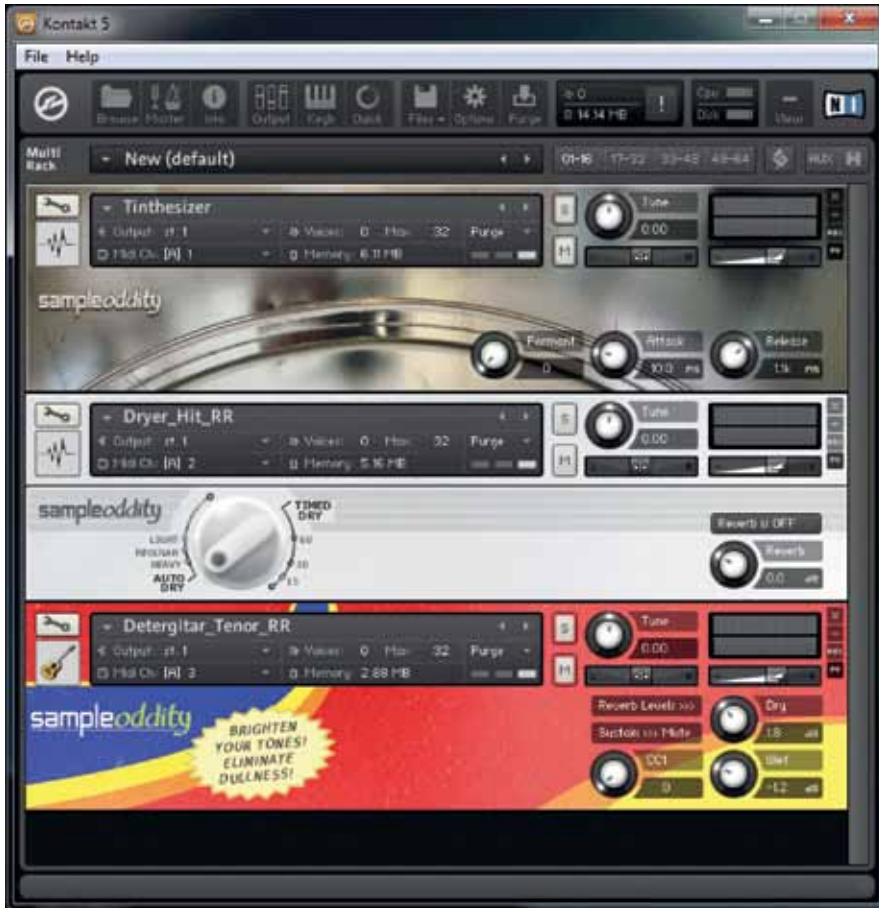 Kontakt 5
File Help
Browse Master Info Output Keyb Quick Files Options Purge
0
14.14 MB
!
Cpu
Disk
View
NI
Multi Rack
New (default)
01-16 17-32 33-48 49-64
AUX
Tinthesizer
Output: st. 1 Voices: 0 Max: 32 Purge
Midi Ch: [A] 1 Memory: 6.11 MB
S
M
Tune
0.00
sampleoddity
Formant
0
Attack
10.0 ms
Release
1.1k ms
Dryer_Hit_RR
Output: st. 1 Voices: 0 Max: 32 Purge
Midi Ch: [A] 2 Memory: 5.16 MB
S
M
Tune
0.00
sampleoddity
LIGHT
REGULAR
HEAVY
AUTO DRY
TIMED DRY
60
30
15
Reverb is OFF
Reverb
0.0 dB
Detergitar_Tenor_RR
Output: st. 1 Voices: 0 Max: 32 Purge
Midi Ch: [A] 3 Memory: 2.88 MB
S
M
Tune
0.00
sampleoddity
BRIGHTEN
YOUR TONES!
ELIMINATE
DULLNESS!
Reverb Levels >>>
Sustain >>> Mute
Dry
1.8 dB
CC1
0
Wet
-1.2 dB